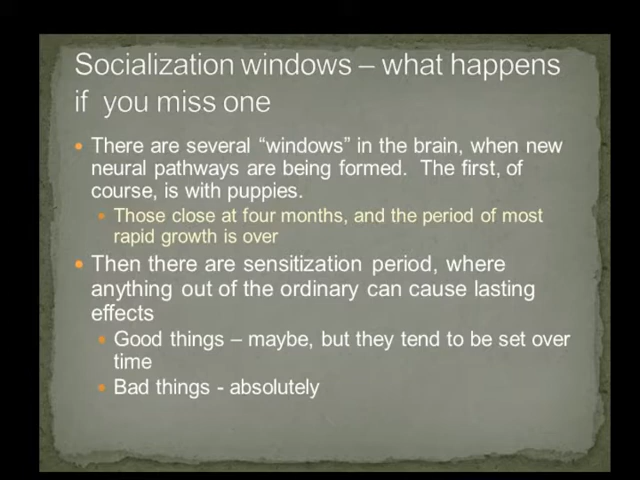 Socialization windows – what happens
if you miss one
• There are several “windows” in the brain, when new
neural pathways are being formed. The first, of
course, is with puppies.
• Those close at four months, and the period of most
rapid growth is over
• Then there are sensitization period, where
anything out of the ordinary can cause lasting
effects
• Good things – maybe, but they tend to be set over
time
• Bad things - absolutely